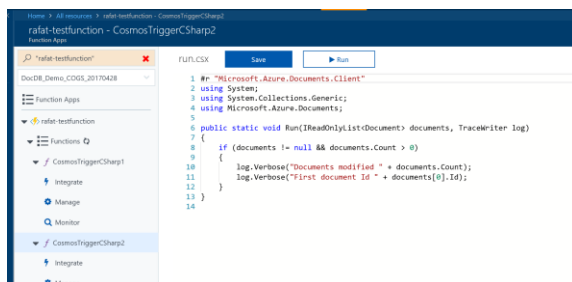 Home > All resources > rafat-testfunction - CosmosTriggerCSharp2
rafat-testfunction - CosmosTriggerCSharp2
Function Apps
"rafat-testfunction"
DocDB_Demo_COGS_20170428
Function Apps
rafat-testfunction
Functions
f CosmosTriggerCSharp1
Integrate
Manage
Monitor
f CosmosTriggerCSharp2
Integrate
run.csx Save Run
1 #r "Microsoft.Azure.Documents.Client"
2 using System;
3 using System.Collections.Generic;
4 using Microsoft.Azure.Documents;
5
6 public static void Run(IReadOnlyList<Document> documents, TraceWriter log)
7 {
8 if (documents != null && documents.Count > 0)
9 {
10 log.Verbose("Documents modified " + documents.Count);
11 log.Verbose("First document Id " + documents[0].Id);
12 }
13 }
14